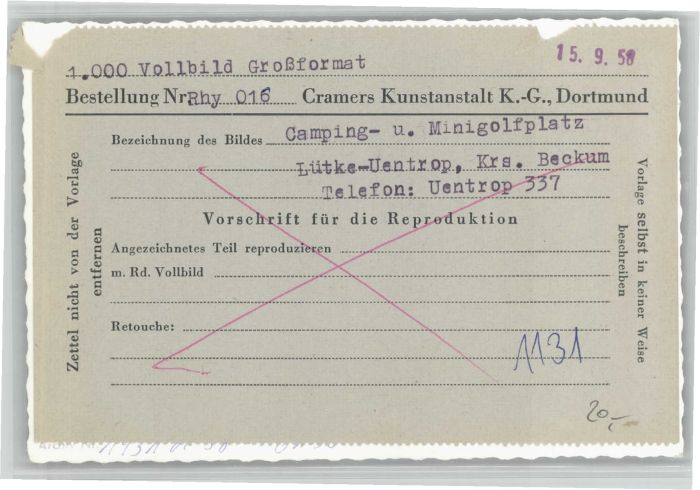 1.000 Vollbild Großformat
15. 9. 58
Bestellung Nr. Rhy 016 Cramers Kunstanstalt K.-G., Dortmund
Bezeichnung des Bildes Camping- u. Minigolfplatz
Lütke-Uentrop, Krs. Beckum
Telefon: Uentrop 337
Vorschrift für die Reproduktion
Angezeichnetes Teil reproduzieren
m. Rd. Vollbild
Retouche:
1131
20,-
Zettel nicht von der Vorlage
entfernen
Vorlage selbst in keiner Weise
beschreiben